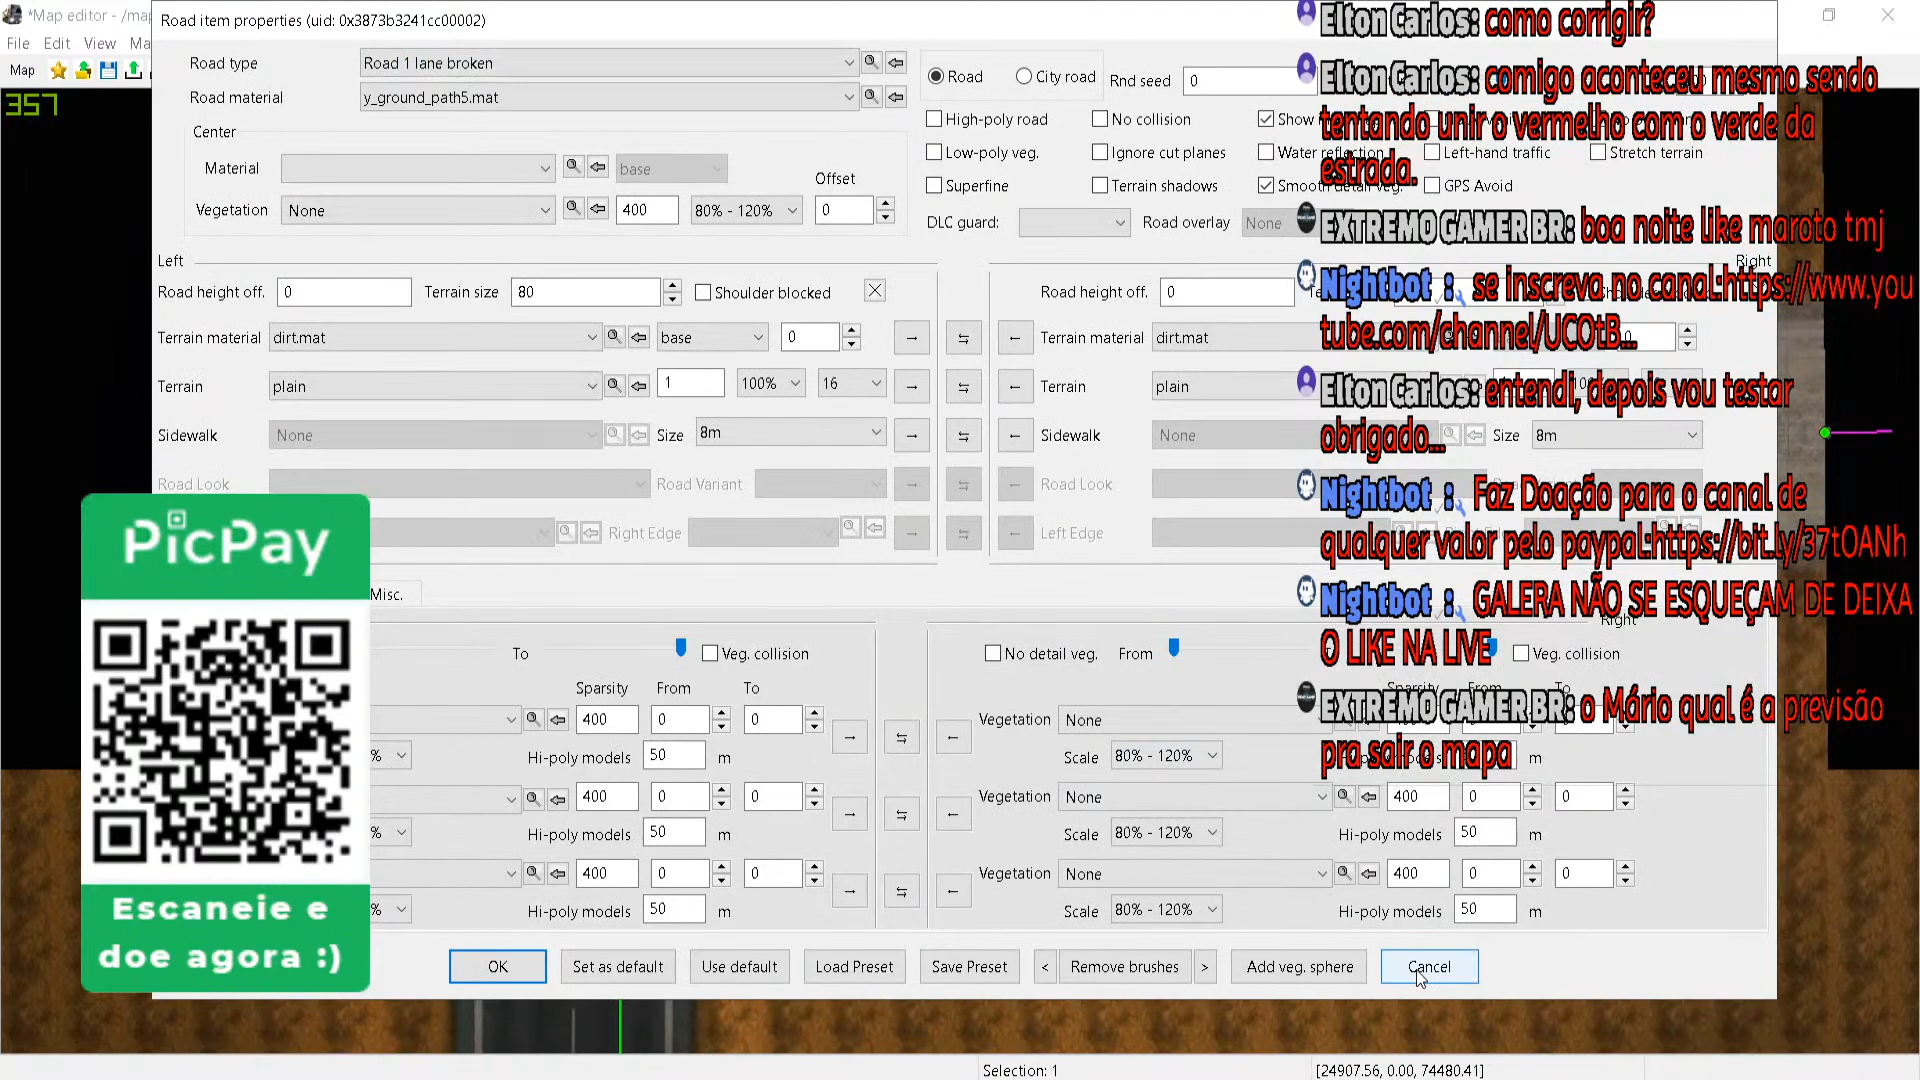 *Map editor - /map
Road item properties (uid: 0x3873b3241cc00002)
File Edit View Ma
Map
357
Road type Road 1 lane broken
Road City road Rnd seed 0
Road material y_ground_path5.mat
Center
High-poly road No collision Show
Material base
Low-poly veg. Ignore cut planes Water reflection Left-hand traffic Stretch terrain
Offset
Superfine Terrain shadows Smooth detail veg. GPS Avoid
Vegetation None 400 80% - 120% 0
DLC guard: Road overlay None
Left
Right
Road height off. 0 Terrain size 80 Shoulder blocked
Road height off. 0
Terrain material dirt.mat base 0
Terrain material dirt.mat 0
Terrain plain 1 100% 16
Terrain plain
Sidewalk None Size 8m
Sidewalk None Size 8m
Road Look Road Variant
Road Look
Right Edge
Left Edge
Misc.
Right
To Veg. collision
No detail veg. From Veg. collision
Sparsity From To
Sparsity From To
400 0 0
Vegetation None
% Hi-poly models 50 m
Scale 80% - 120% m
400 0 0
Vegetation None 400 0 0
% Hi-poly models 50 m
Scale 80% - 120% Hi-poly models 50 m
400 0 0
Vegetation None 400 0 0
% Hi-poly models 50 m
Scale 80% - 120% Hi-poly models 50 m
OK Set as default Use default Load Preset Save Preset < Remove brushes > Add veg. sphere Cancel
Selection: 1 [24907.56, 0.00, 74480.41]
PicPay
Escaneie e
doe agora :)
Elton Carlos: como corrigir?
Elton Carlos: comigo aconteceu mesmo sendo
tentando unir o vermelho com o verde da
estrada.
EXTREMO GAMER BR: boa noite like maroto tmj
Nightbot : se inscreva no canal:https://www.you
tube.com/channel/UCOtB...
Elton Carlos: entendi, depois vou testar
obrigado...
Nightbot : Faz Doação para o canal de
qualquer valor pelo paypal:https://bit.ly/37tOANh
Nightbot : GALERA NÃO SE ESQUEÇAM DE DEIXA
O LIKE NA LIVE
EXTREMO GAMER BR: o Mário qual é a previsão
pra sair o mapa